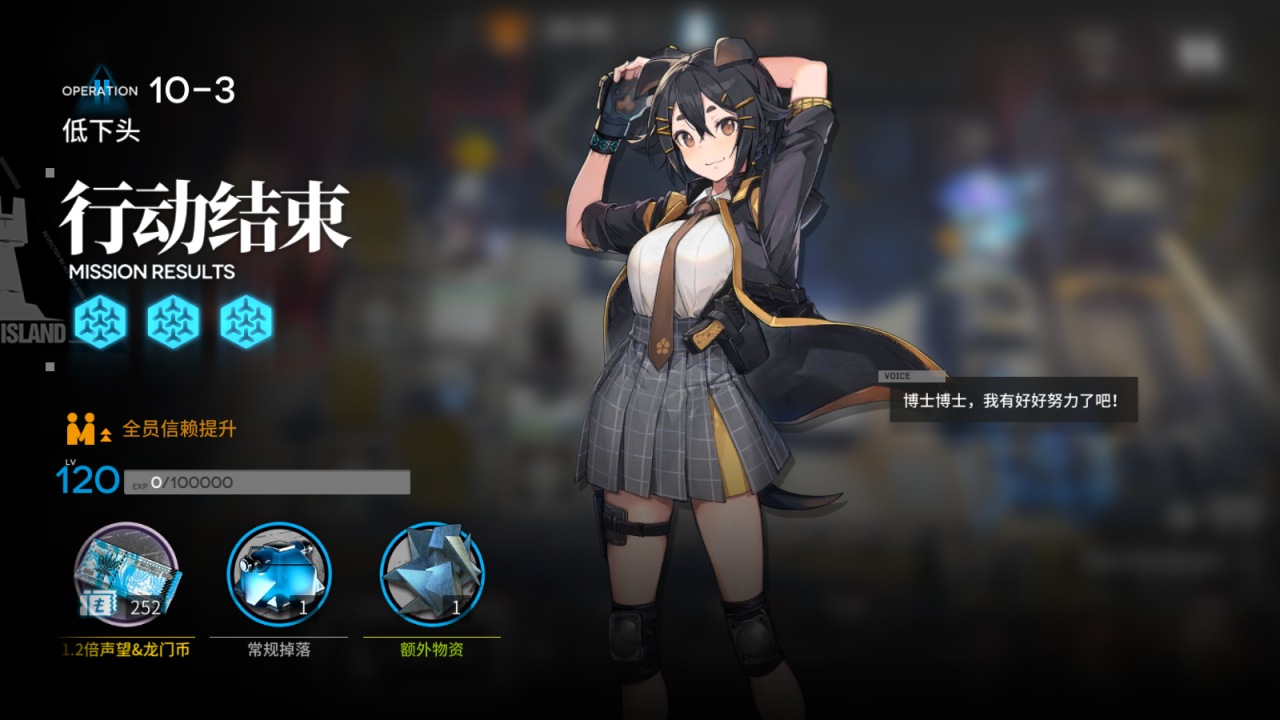 OPERATION 10-3
低下头
行动结束
MISSION RESULTS
ISLAND
全员信赖提升
LV
120
EXP 0/100000
252
1
1
1.2倍声望&龙门币
常规掉落
额外物资
VOICE
博士博士，我有好好努力了吧！